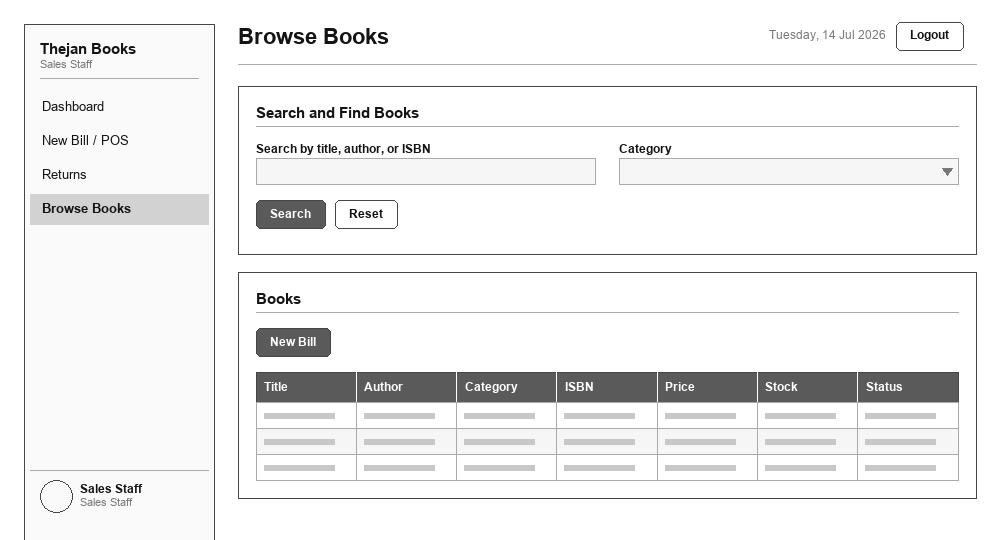 Thejan Books
Sales Staff
Dashboard
New Bill / POS
Returns
Browse Books
Sales Staff
Sales Staff
Browse Books
Tuesday, 14 Jul 2026
Logout
Search and Find Books
Search by title, author, or ISBN
Category
Search
Reset
Books
New Bill
Title Author Category ISBN Price Stock Status